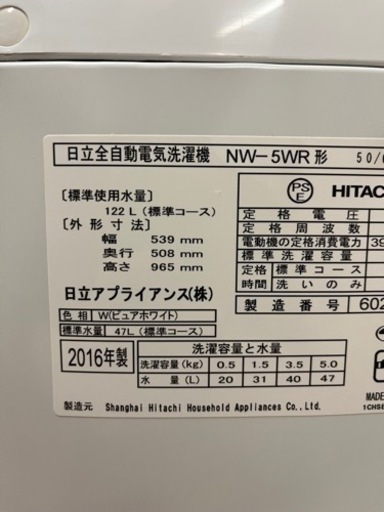 日立全自動電気洗濯機 NW-5WR 形 50/
〔標準使用水量〕
122 L (標準コース)
〔外形寸法〕
幅 539 mm
奥行 508 mm
高さ 965 mm
日立アプライアンス(株)
色相 W(ピュアホワイト)
標準水量 47L (標準コース)
2016年製
洗濯容量と水量
洗濯容量(kg) 0.5 1.5 3.5 5.0
水量(L) 20 31 40 47
製造元 Shanghai Hitachi Household Appliances Co.,Ltd.
PS
E
HITAC
定格電圧
定格周波数
電動機の定格消費電力 39
標準洗濯容量
定格 標準コース
時間 洗いのみ
製造番号 602
MADE
1CHSE